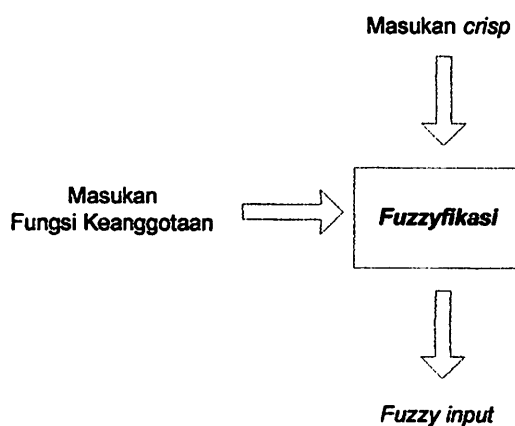 Masukan crisp
Masukan
Fungsi Keanggotaan
Fuzzyfikasi
Fuzzy input